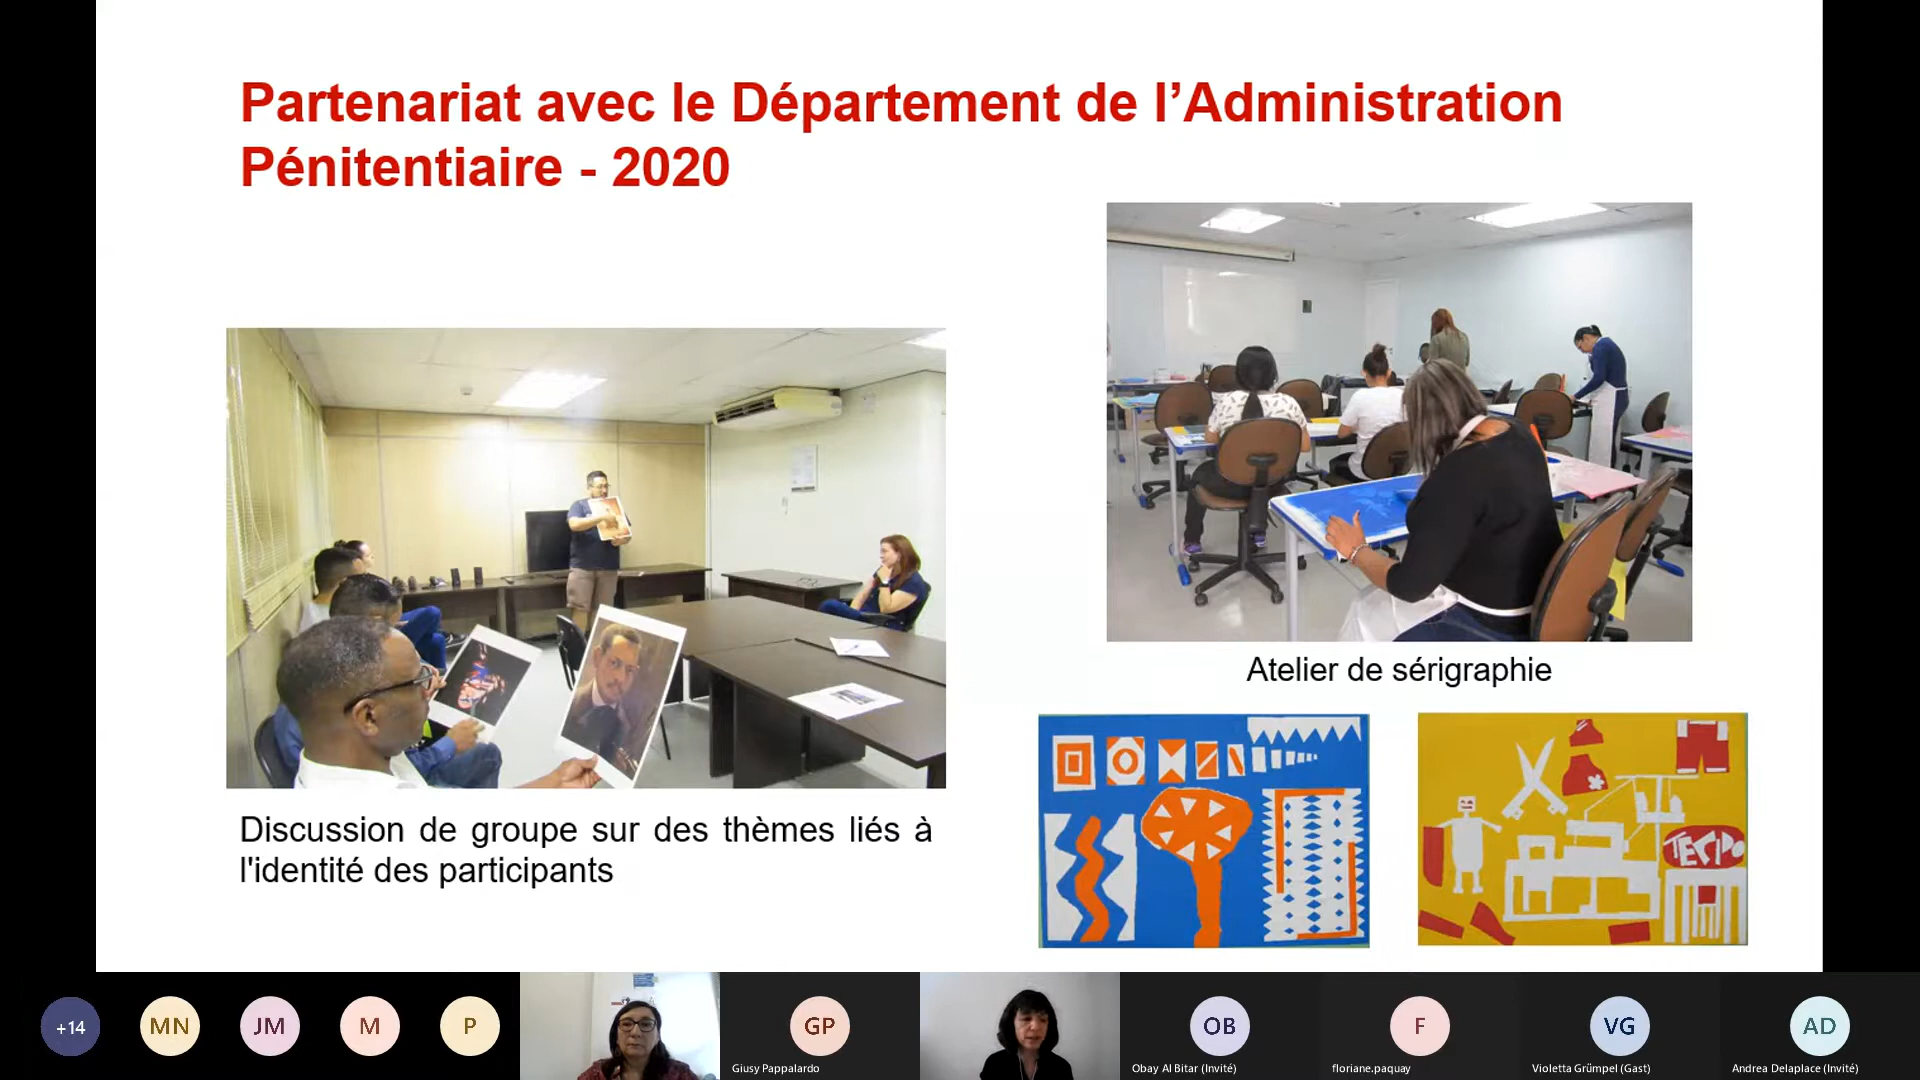 Partenariat avec le Département de l’Administration
Pénitentiaire - 2020
Atelier de sérigraphie
TECIDO
Discussion de groupe sur des thèmes liés à
l'identité des participants
+14
MN
JM
M
P
GP
Giusy Pappalardo
OB
Obay Al Bitar (Invité)
F
floriane.paquay
VG
Violetta Grümpel (Gast)
AD
Andrea Delaplace (Invité)